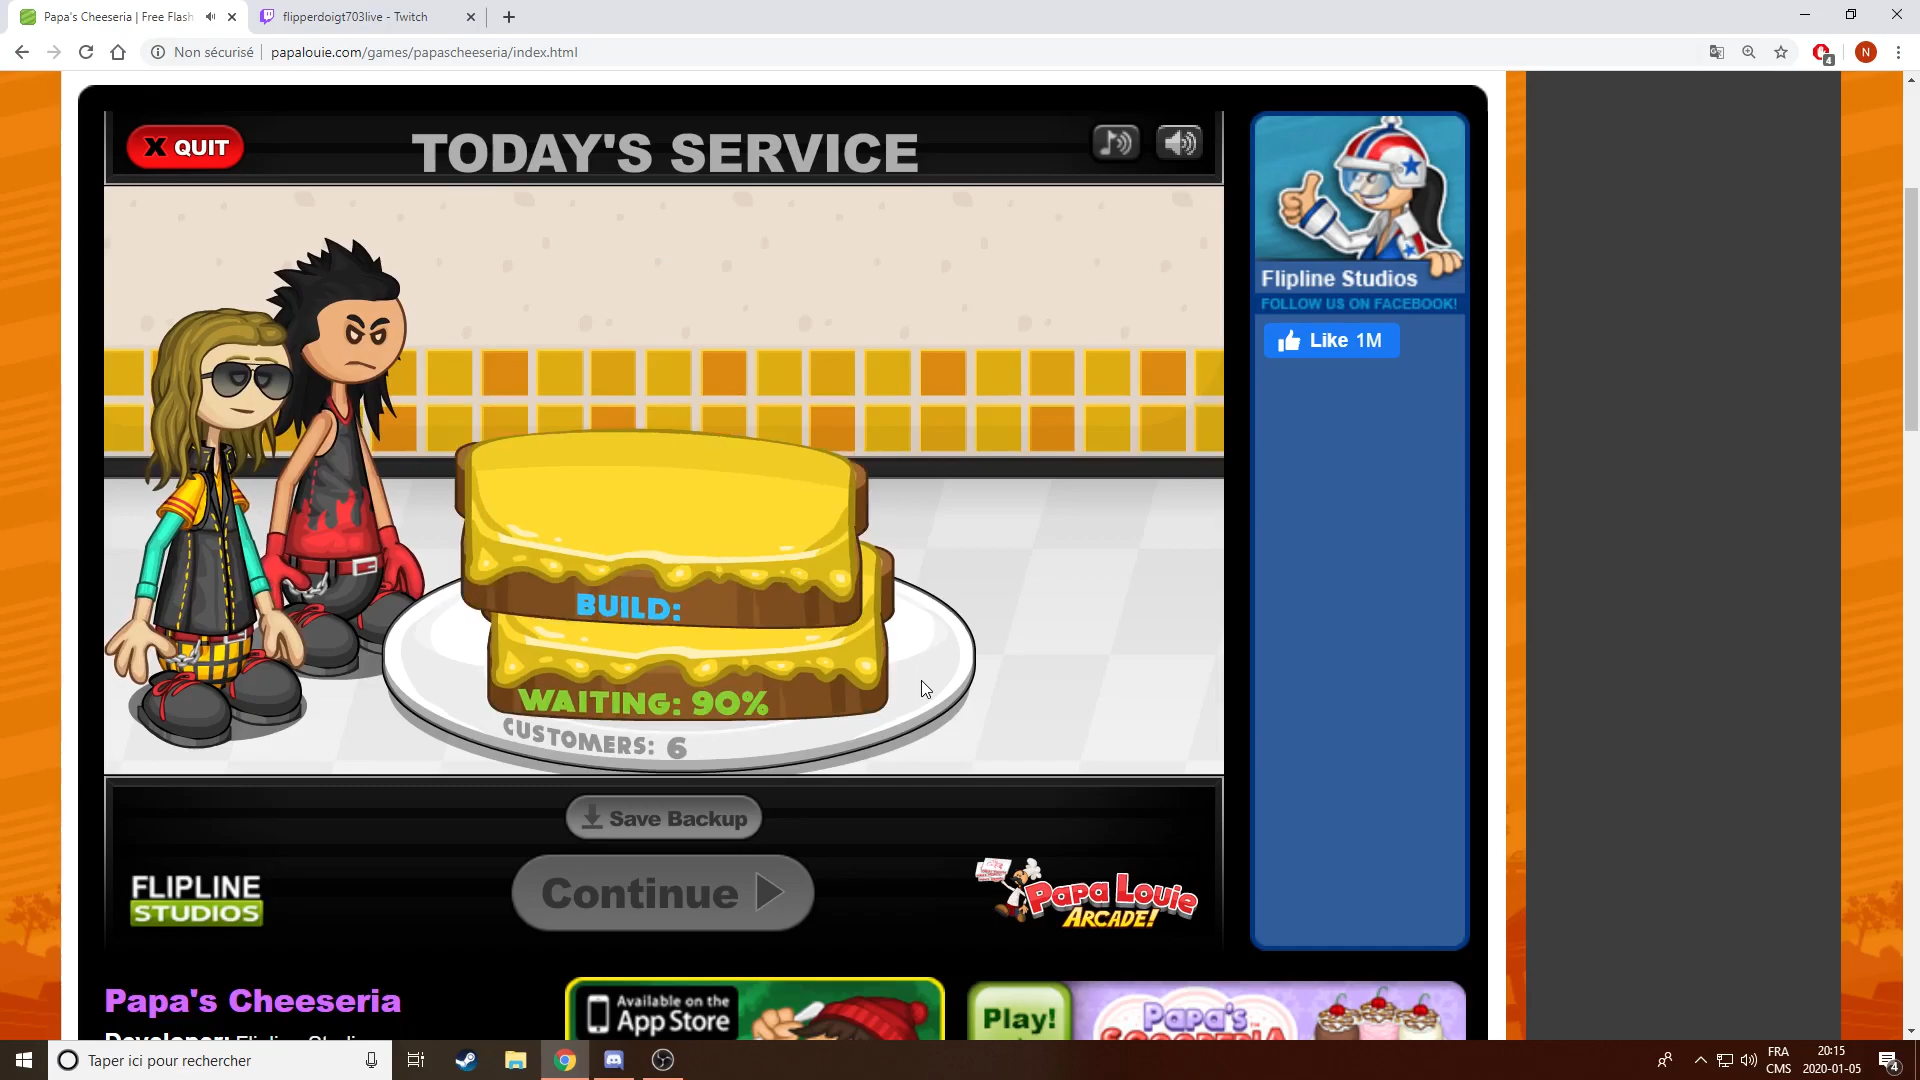 Papa's Cheeseria | Free Flash
flipperdoigt703live - Twitch
Non sécurisé
papalouie.com/games/papascheeseria/index.html
4
N
X QUIT
TODAY'S SERVICE
Flipline Studios
FOLLOW US ON FACEBOOK!
Like 1M
BUILD:
WAITING: 90%
CUSTOMERS: 6
Save Backup
Continue
FLIPLINE
STUDIOS
Papa Louie
ARCADE!
Papa's Cheeseria
Available on the
App Store
Play!
Papa's
Taper ici pour rechercher
FRA
CMS
20:15
2020-01-05
4